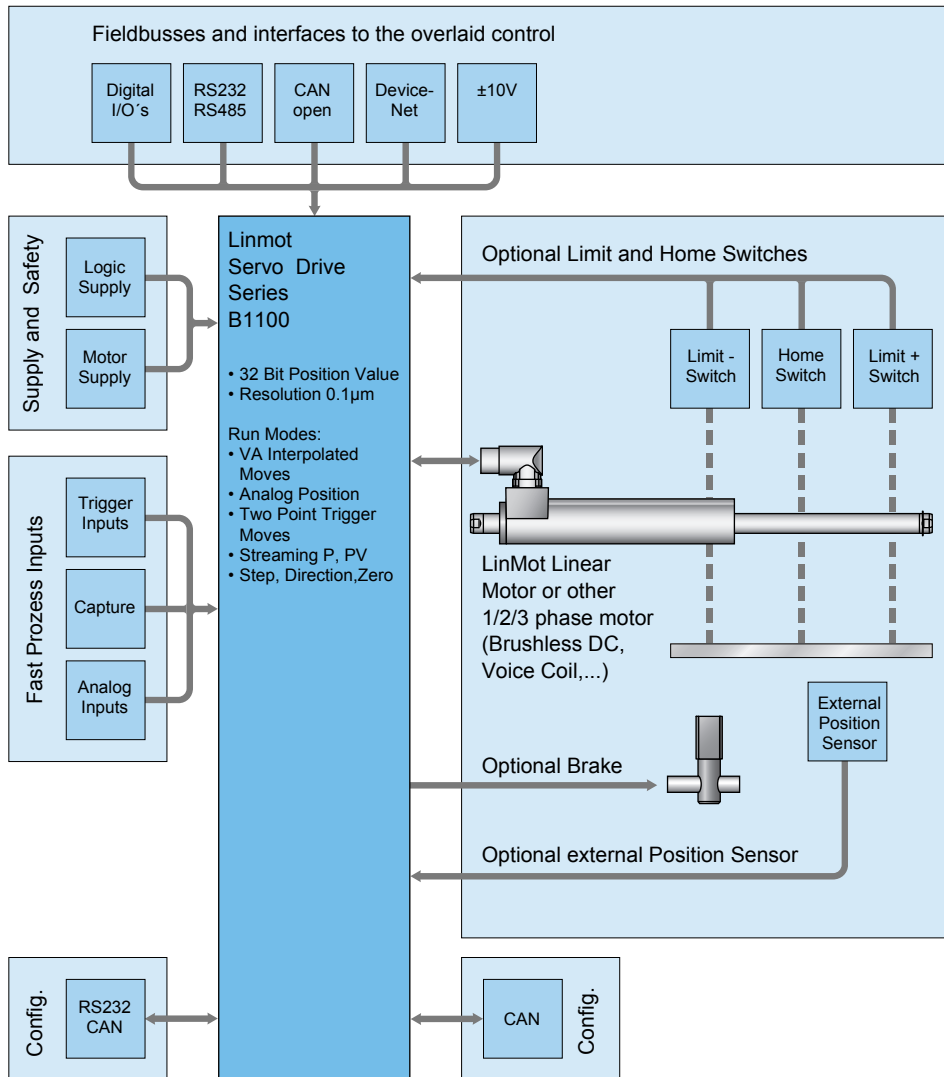 Fieldbusses and interfaces to the overlaid control
Digital
I/O´s
RS232
RS485
CAN
open
Device-
Net
±10V
Supply and Safety
Logic
Supply
Motor
Supply
Linmot
Servo Drive
Series
B1100
• 32 Bit Position Value
• Resolution 0.1µm
Run Modes:
• VA Interpolated
Moves
• Analog Position
• Two Point Trigger
Moves
• Streaming P, PV
• Step, Direction,Zero
Optional Limit and Home Switches
Limit -
Switch
Home
Switch
Limit +
Switch
Fast Prozess Inputs
Trigger
Inputs
Capture
Analog
Inputs
LinMot Linear
Motor or other
1/2/3 phase motor
(Brushless DC,
Voice Coil,...)
External
Position
Sensor
Optional Brake
Optional external Position Sensor
Config.
RS232
CAN
CAN
Config.